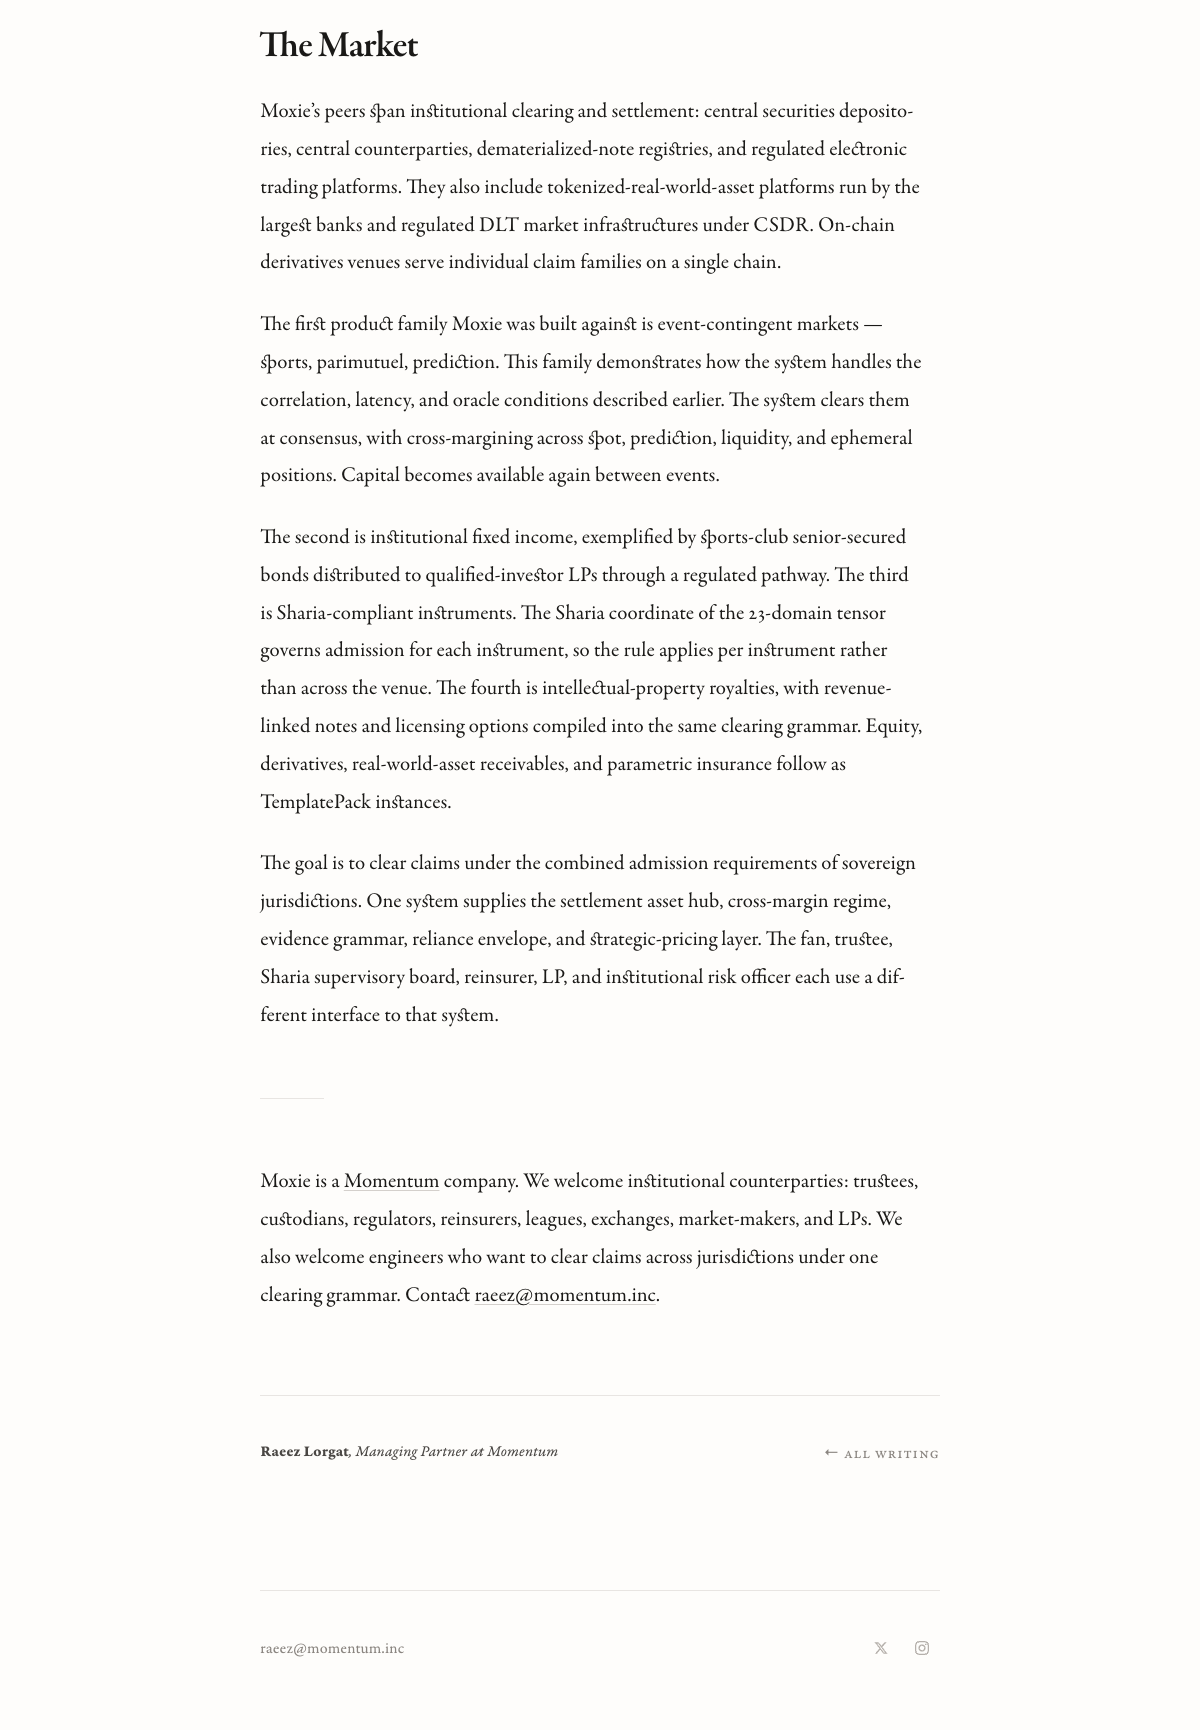 The Market
Moxie’s peers span institutional clearing and settlement: central securities deposito-
ries, central counterparties, dematerialized-note registries, and regulated electronic
trading platforms. They also include tokenized-real-world-asset platforms run by the
largest banks and regulated DLT market infrastructures under CSDR. On-chain
derivatives venues serve individual claim families on a single chain.
The first product family Moxie was built against is event-contingent markets —
sports, parimutuel, prediction. This family demonstrates how the system handles the
correlation, latency, and oracle conditions described earlier. The system clears them
at consensus, with cross-margining across spot, prediction, liquidity, and ephemeral
positions. Capital becomes available again between events.
The second is institutional fixed income, exemplified by sports-club senior-secured
bonds distributed to qualified-investor LPs through a regulated pathway. The third
is Sharia-compliant instruments. The Sharia coordinate of the 23-domain tensor
governs admission for each instrument, so the rule applies per instrument rather
than across the venue. The fourth is intellectual-property royalties, with revenue-
linked notes and licensing options compiled into the same clearing grammar. Equity,
derivatives, real-world-asset receivables, and parametric insurance follow as
TemplatePack instances.
The goal is to clear claims under the combined admission requirements of sovereign
jurisdictions. One system supplies the settlement asset hub, cross-margin regime,
evidence grammar, reliance envelope, and strategic-pricing layer. The fan, trustee,
Sharia supervisory board, reinsurer, LP, and institutional risk officer each use a dif-
ferent interface to that system.
Moxie is a Momentum company. We welcome institutional counterparties: trustees,
custodians, regulators, reinsurers, leagues, exchanges, market-makers, and LPs. We
also welcome engineers who want to clear claims across jurisdictions under one
clearing grammar. Contact raeez@momentum.inc.
Raeez Lorgat, Managing Partner at Momentum
← ALL WRITING
raeez@momentum.inc